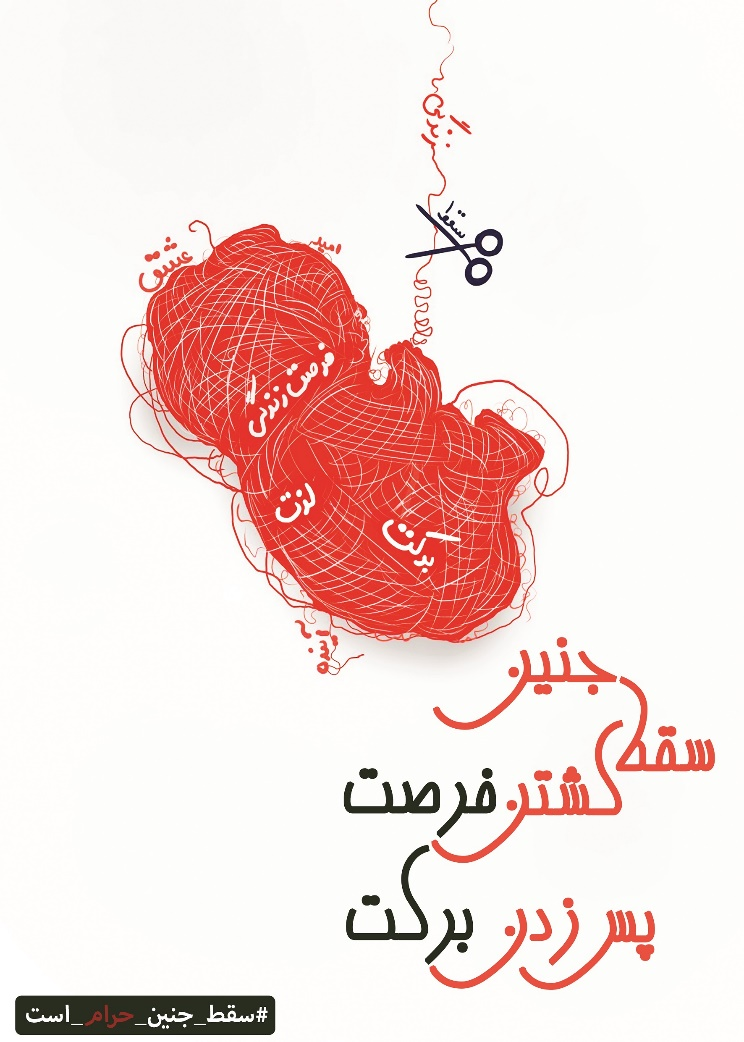 زندگی
سقط
عشق
امید
فرصت زندگی
لذت
برکت
آینده
سقط جنین
کشتن فرصت
پس زدن برکت
#سقط_جنین_حرام_است